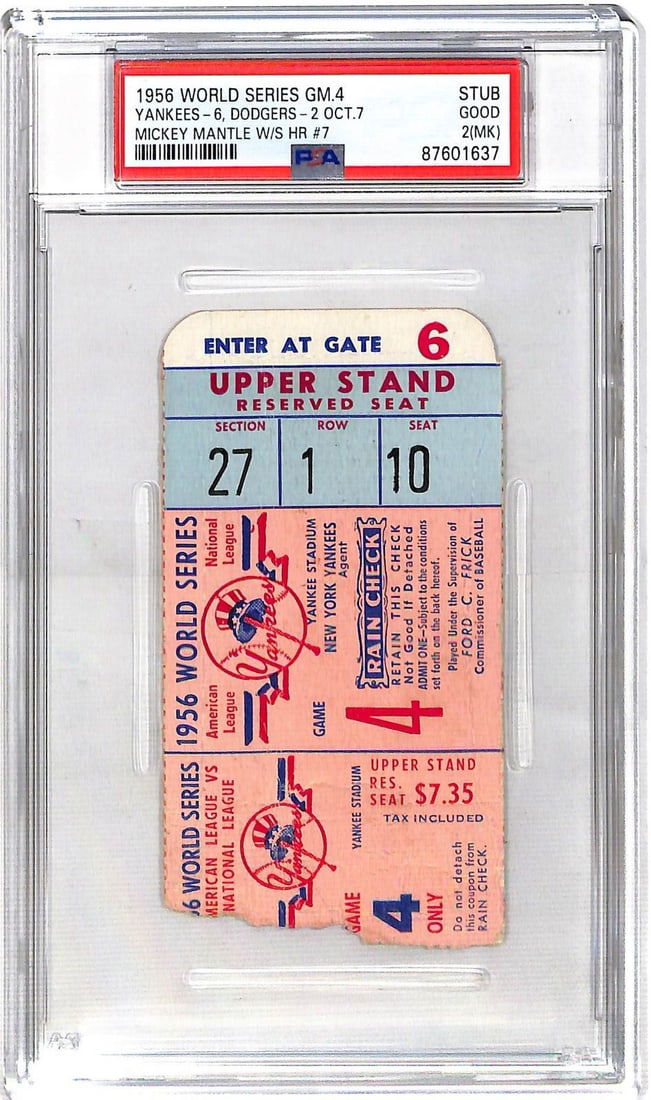 1956 WORLD SERIES GM.4
YANKEES-6, DODGERS-2 OCT.7
MICKEY MANTLE W/S HR #7
STUB
GOOD
2(MK)
87601637
PSA
ENTER AT GATE 6
UPPER STAND
RESERVED SEAT
SECTION ROW SEAT
27 1 10
1956 WORLD SERIES
American League
National League
Yankees
YANKEE STADIUM
NEW YORK YANKEES
Agent
GAME
4
RAIN CHECK
RETAIN THIS CHECK
Not Good If Detached
ADMIT ONE—Subject to the conditions
set forth on the back hereof.
Played Under the Supervision of
FORD C. FRICK
Commissioner of BASEBALL
56 WORLD SERIES
MERICAN LEAGUE VS
NATIONAL LEAGUE
Yankees
YANKEE STADIUM
GAME
4
ONLY
UPPER STAND
RES.
SEAT $7.35
TAX INCLUDED
Do not detach
this coupon from
RAIN CHECK.